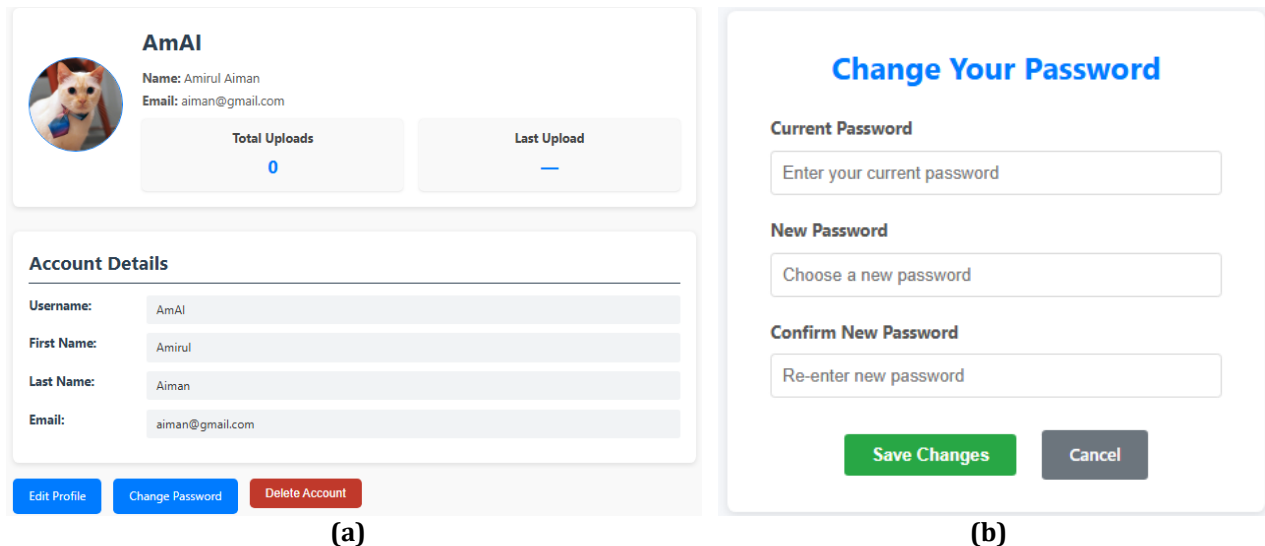 AmAI
Name: Amirul Aiman
Email: aiman@gmail.com
Total Uploads
0
Last Upload
—
Account Details
Username: AmAI
First Name: Amirul
Last Name: Aiman
Email: aiman@gmail.com
Edit Profile
Change Password
Delete Account
(a)
Change Your Password
Current Password
Enter your current password
New Password
Choose a new password
Confirm New Password
Re-enter new password
Save Changes
Cancel
(b)